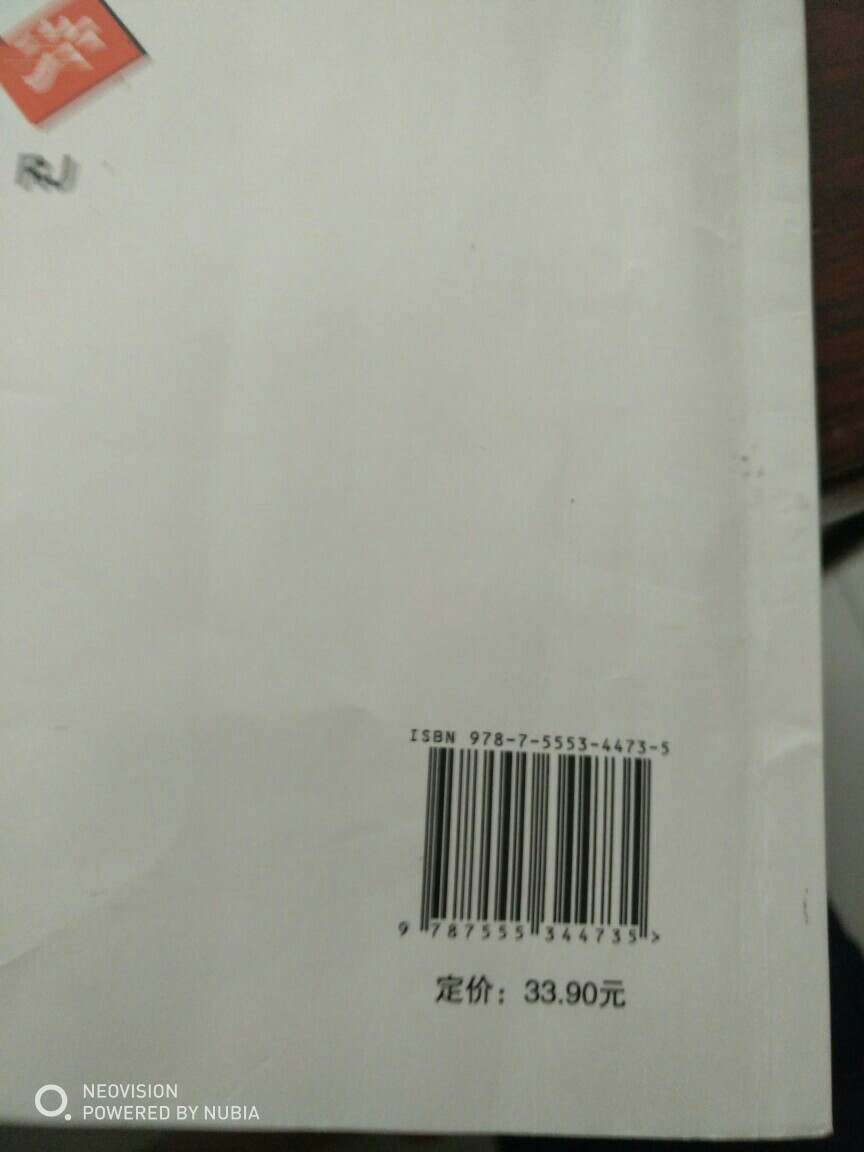 RJ
ISBN 978-7-5553-4473-5
9 787555 344735 >
定价：33.90元
NEOVISION
POWERED BY NUBIA